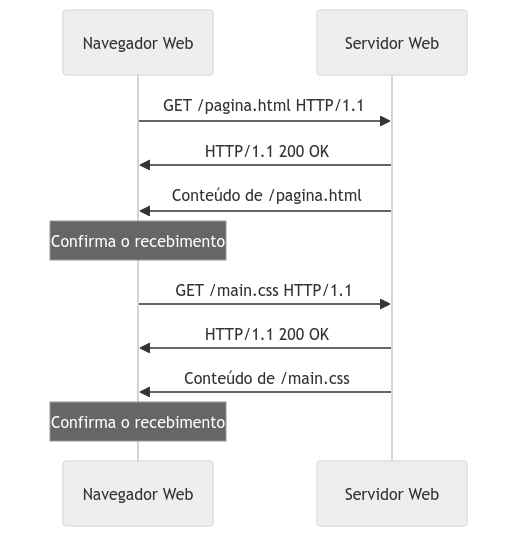 Navegador Web
Servidor Web
GET /pagina.html HTTP/1.1
HTTP/1.1 200 OK
Conteúdo de /pagina.html
Confirma o recebimento
GET /main.css HTTP/1.1
HTTP/1.1 200 OK
Conteúdo de /main.css
Confirma o recebimento
Navegador Web
Servidor Web